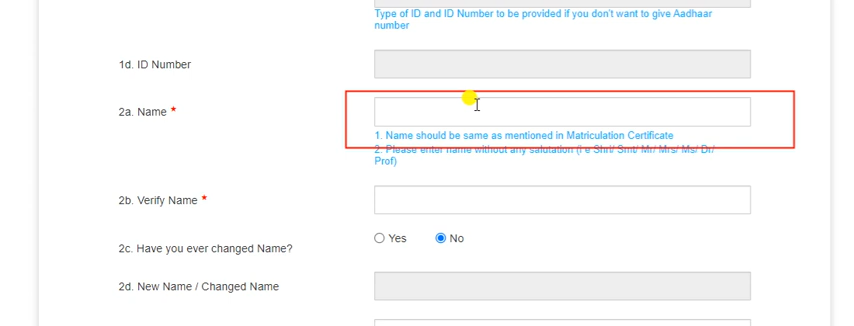 Type of ID and ID Number to be provided if you don't want to give Aadhaar
number
1d. ID Number
2a. Name *
1. Name should be same as mentioned in Matriculation Certificate
2. Please enter name without any salutation (i e Shri/ Smt/ Mr/ Mrs/ Ms/ Dr/
Prof)
2b. Verify Name *
2c. Have you ever changed Name?
Yes
No
2d. New Name / Changed Name